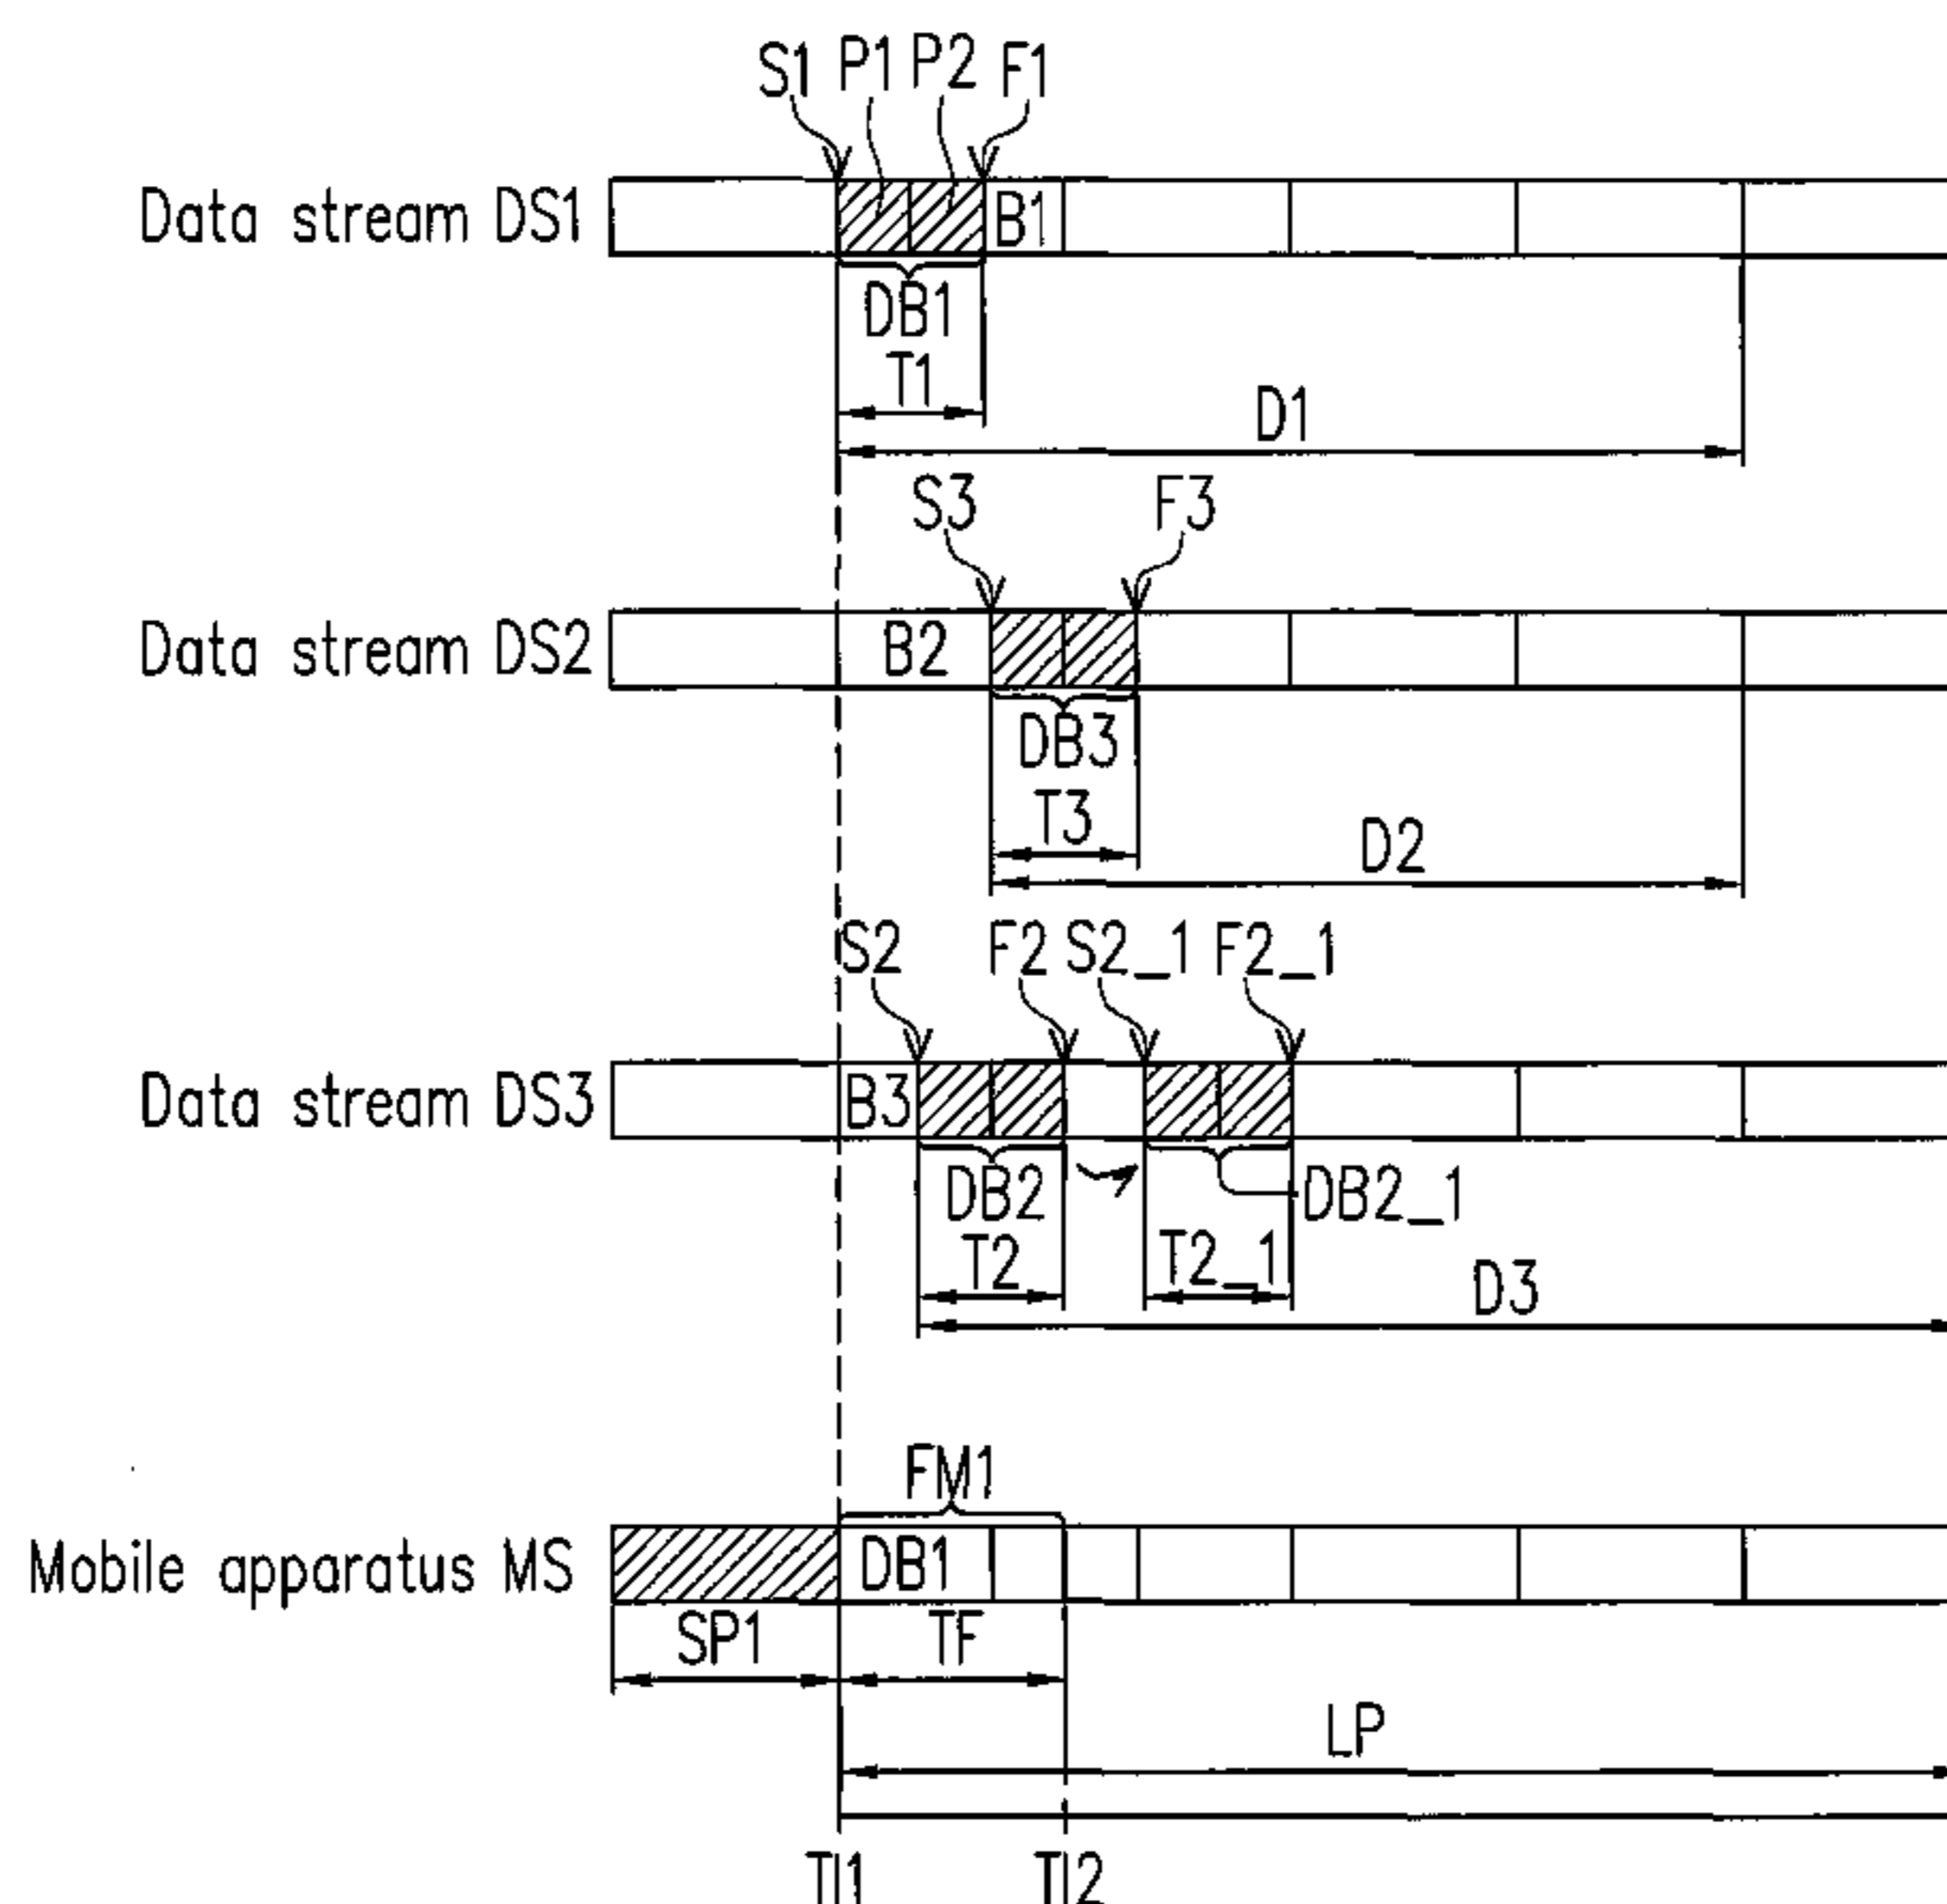 S1 P1 P2 F1
Data stream DS1
B1
DB1
T1
D1
S3 F3
Data stream DS2
B2
DB3
T3
D2
S2 F2 S2_1 F2_1
Data stream DS3
B3
DB2 DB2_1
T2 T2_1
D3
FM1
Mobile apparatus MS
DB1
SP1 TF
LP
TI1 TI2